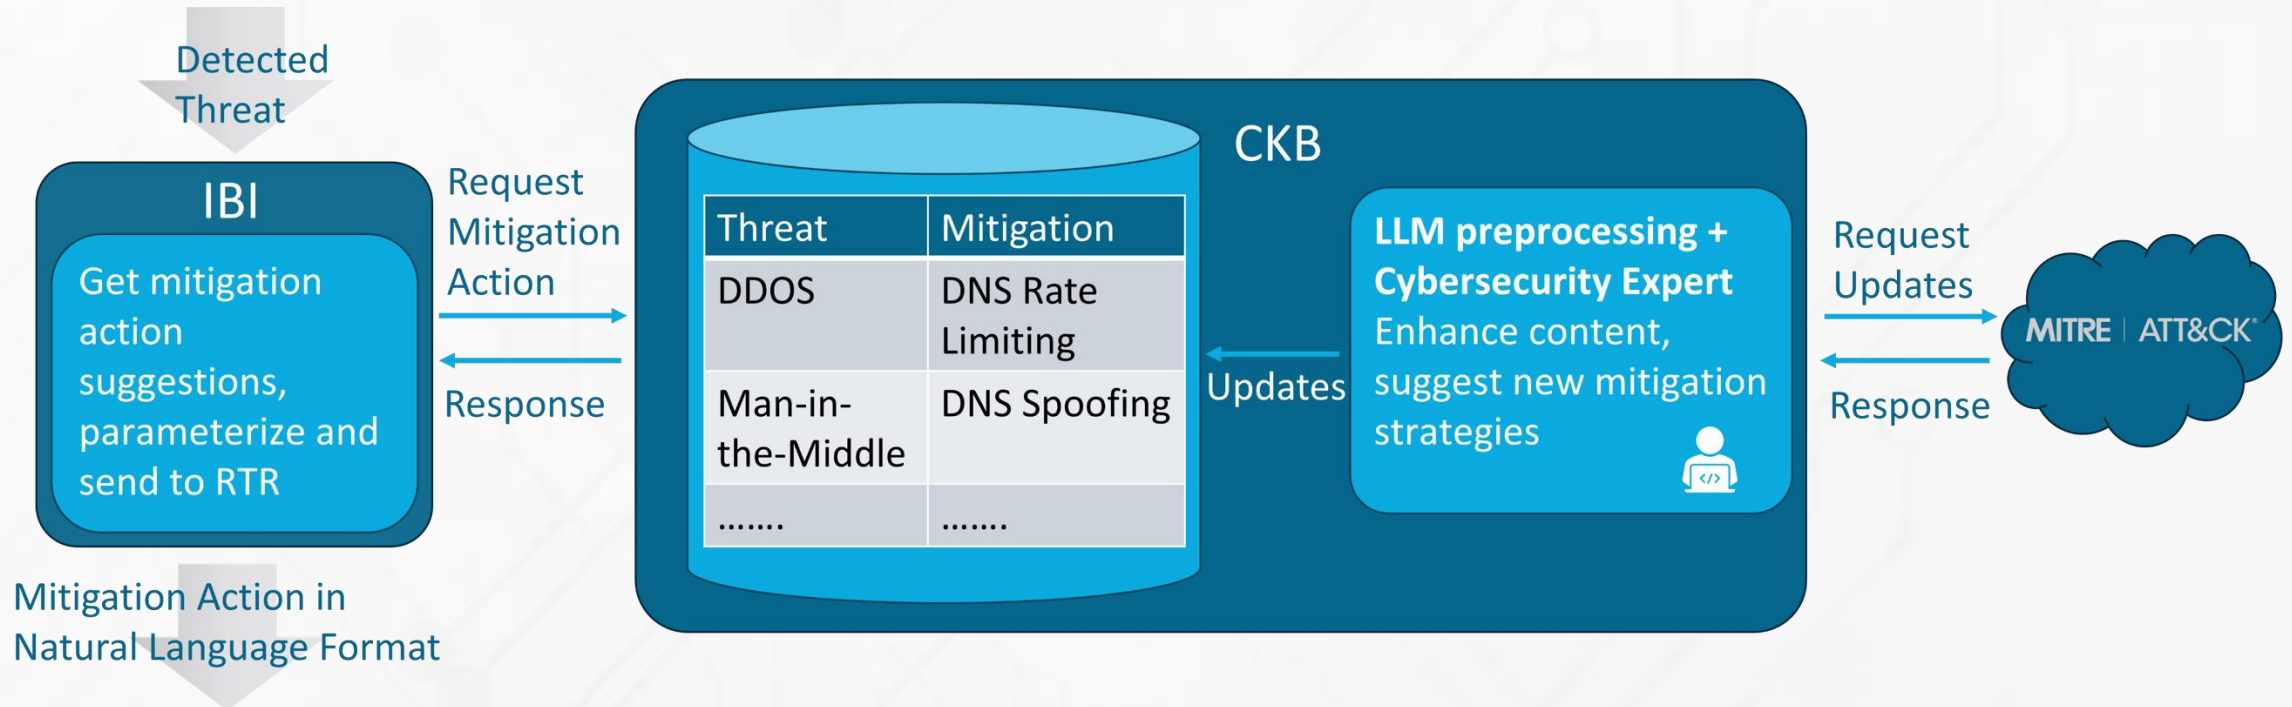 Detected
Threat
IBI
Get mitigation
action
suggestions,
parameterize and
send to RTR
Mitigation Action in
Natural Language Format
Request
Mitigation
Action
Response
CKB
Threat Mitigation
DDOS DNS Rate
Limiting
Man-in- DNS Spoofing
the-Middle
....... .......
Updates
LLM preprocessing +
Cybersecurity Expert
Enhance content,
suggest new mitigation
strategies
</>
Request
Updates
Response
MITRE | ATT&CK®